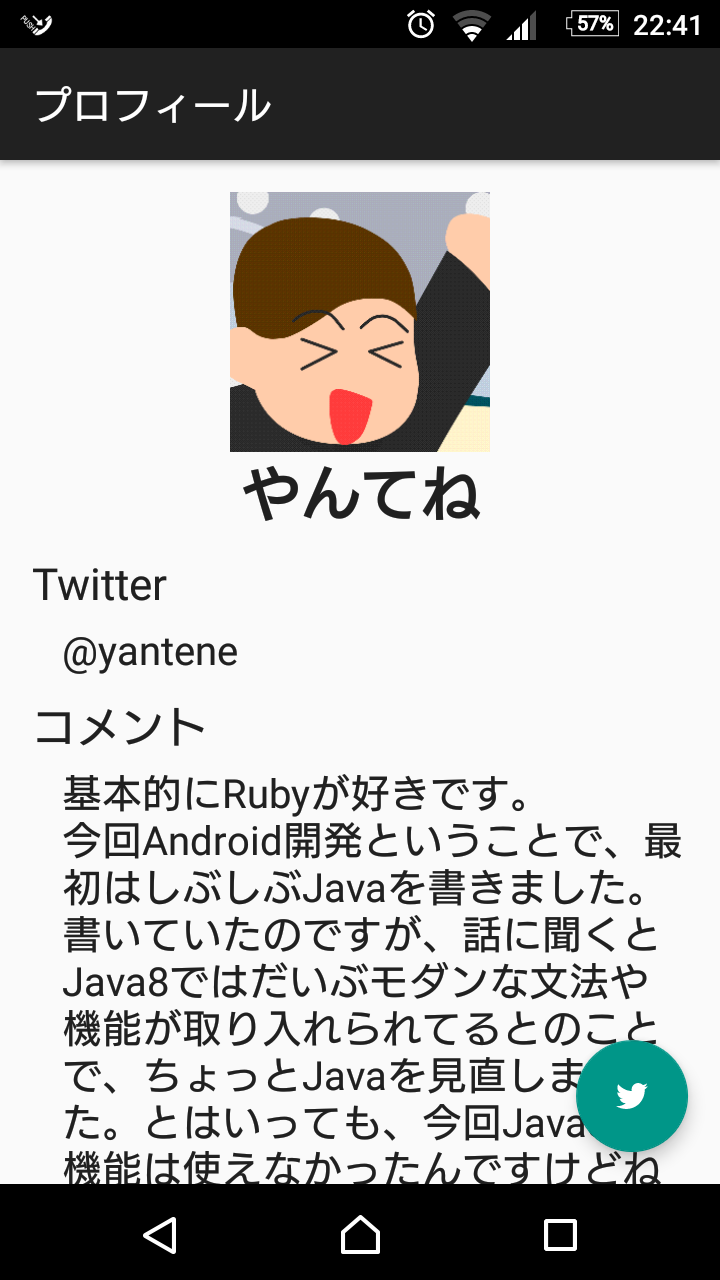 PUSH
57%
22:41
プロフィール
やんてね
Twitter
@yantene
コメント
基本的にRubyが好きです。
今回Android開発ということで、最
初はしぶしぶJavaを書きました。
書いていたのですが、話に聞くと
Java8ではだいぶモダンな文法や
機能が取り入れられてるとのこと
で、ちょっとJavaを見直しま
た。とはいっても、今回Java
機能は使えなかったんですけどね